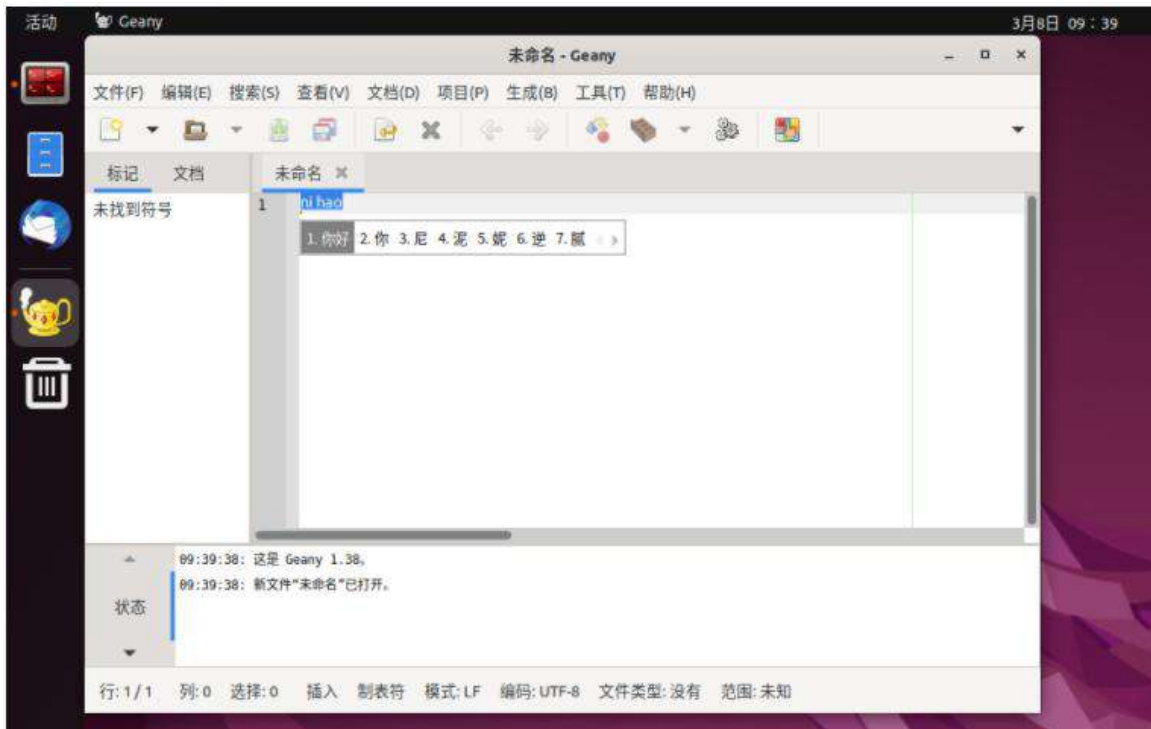 活动 Geany 3月8日 09：39
未命名 - Geany
文件(F) 编辑(E) 搜索(S) 查看(V) 文档(D) 项目(P) 生成(B) 工具(T) 帮助(H)
标记 文档 未命名
未找到符号 1 ni hao
1. 你好 2. 你 3. 尼 4. 泥 5. 妮 6. 逆 7. 腻
09:39:38: 这是 Geany 1.38。
09:39:38: 新文件“未命名”已打开。
状态
行: 1 / 1 列: 0 选择: 0 插入 制表符 模式: LF 编码: UTF-8 文件类型: 没有 范围: 未知